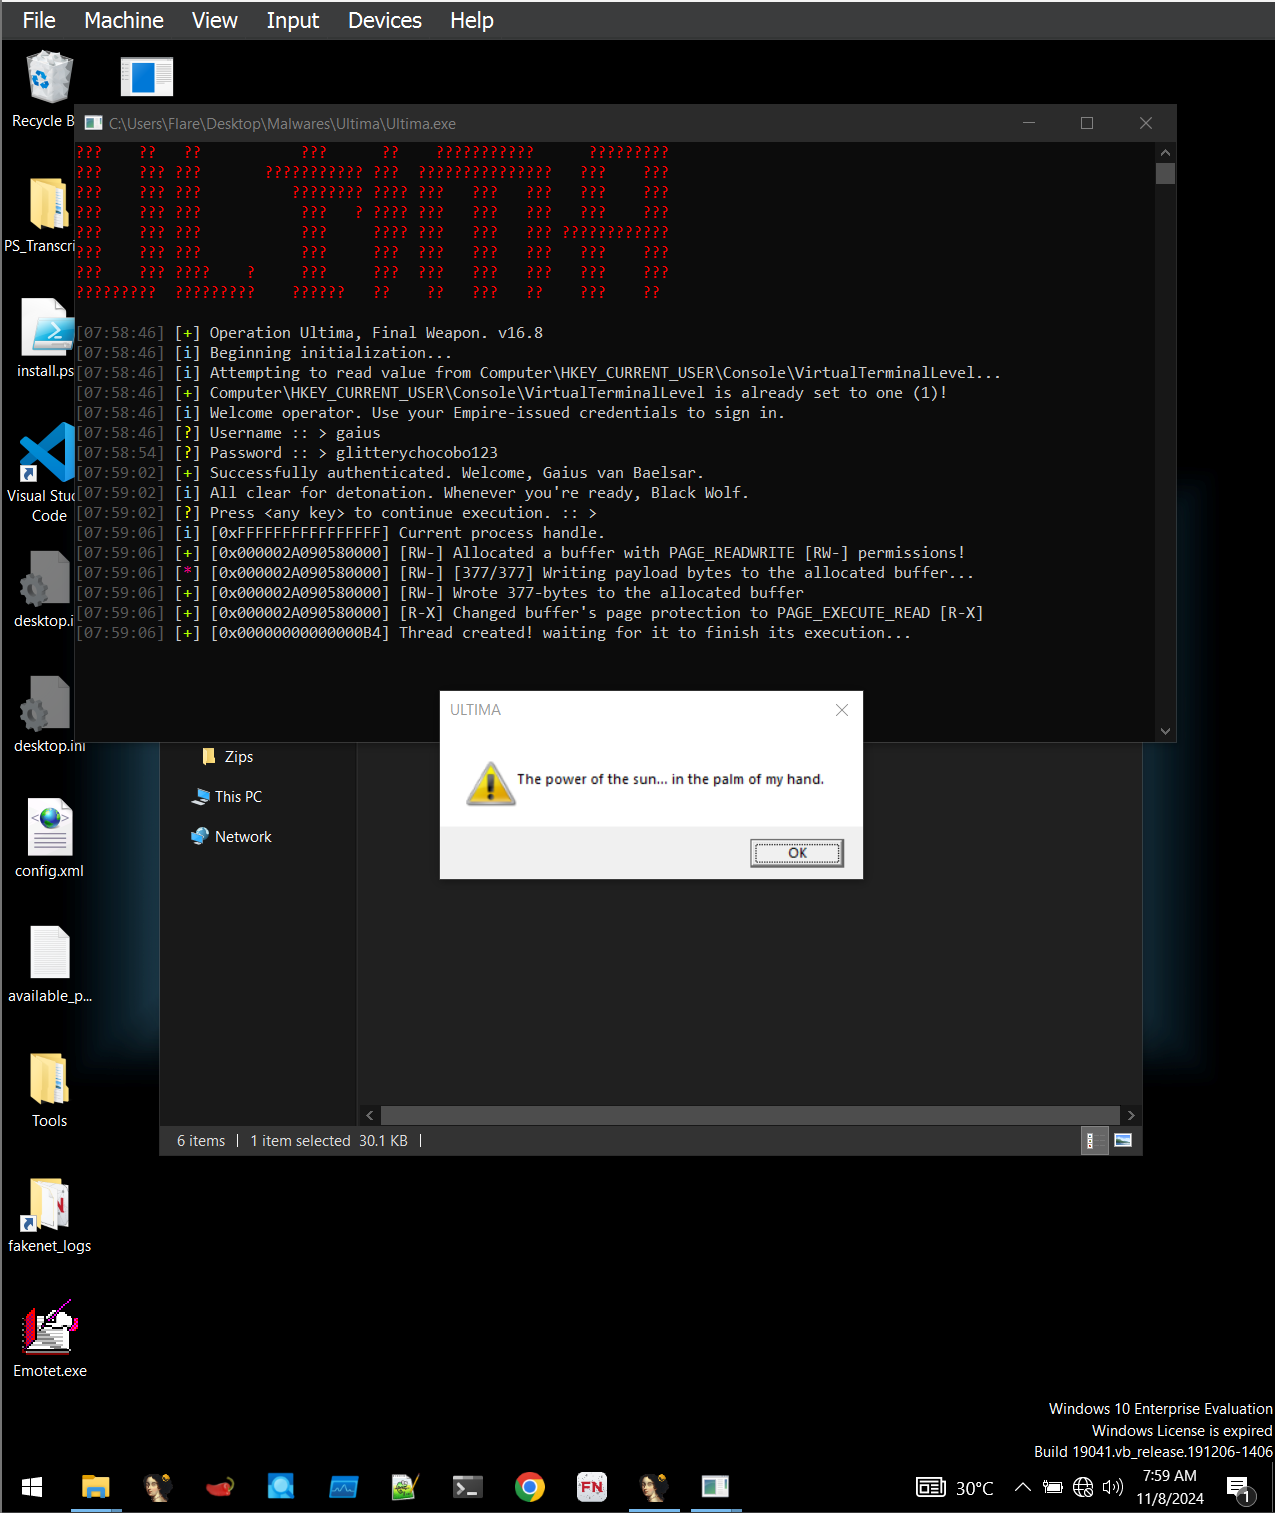 File Machine View Input Devices Help
Recycle B
C:\Users\Flare\Desktop\Malwares\Ultima\Ultima.exe
[07:58:46] [+] Operation Ultima, Final Weapon. v16.8
[07:58:46] [i] Beginning initialization...
[07:58:46] [i] Attempting to read value from Computer\HKEY_CURRENT_USER\Console\VirtualTerminalLevel...
[07:58:46] [+] Computer\HKEY_CURRENT_USER\Console\VirtualTerminalLevel is already set to one (1)!
[07:58:46] [i] Welcome operator. Use your Empire-issued credentials to sign in.
[07:58:46] [?] Username :: > gaius
[07:58:54] [?] Password :: > glitterychocobo123
[07:59:02] [+] Successfully authenticated. Welcome, Gaius van Baelsar.
[07:59:02] [i] All clear for detonation. Whenever you're ready, Black Wolf.
[07:59:02] [?] Press <any key> to continue execution. :: >
[07:59:06] [i] [0xFFFFFFFFFFFFFFFF] Current process handle.
[07:59:06] [+] [0x000002A090580000] [RW-] Allocated a buffer with PAGE_READWRITE [RW-] permissions!
[07:59:06] [*] [0x000002A090580000] [RW-] [377/377] Writing payload bytes to the allocated buffer...
[07:59:06] [+] [0x000002A090580000] [RW-] Wrote 377-bytes to the allocated buffer
[07:59:06] [+] [0x000002A090580000] [R-X] Changed buffer's page protection to PAGE_EXECUTE_READ [R-X]
[07:59:06] [+] [0x00000000000000B4] Thread created! waiting for it to finish its execution...
PS_Transcri
install.ps
Visual Stud
Code
desktop.i
desktop.ini
config.xml
available_p...
Tools
fakenet_logs
Emotet.exe
ULTIMA
The power of the sun... in the palm of my hand.
OK
Zips
This PC
Network
6 items | 1 item selected 30.1 KB |
Windows 10 Enterprise Evaluation
Windows License is expired
Build 19041.vb_release.191206-1406
FN
30°C
7:59 AM
11/8/2024
1